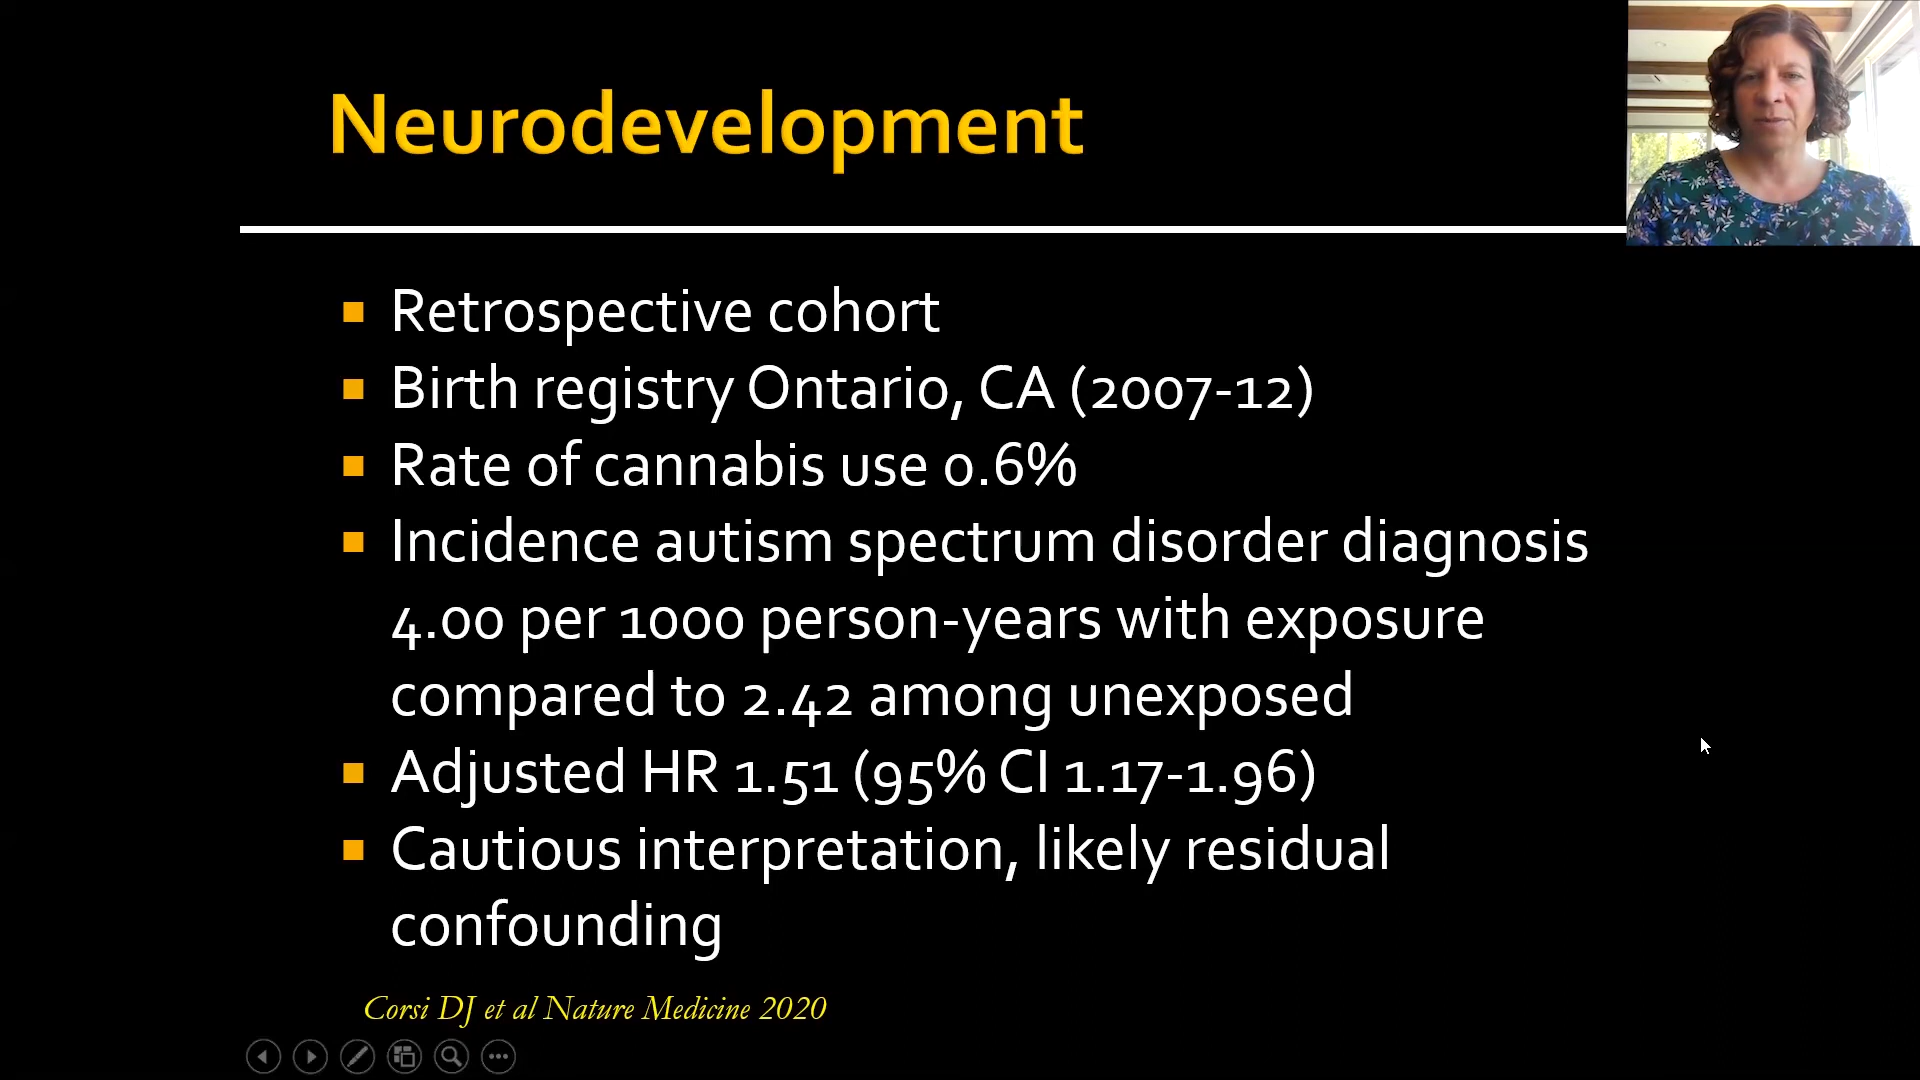 Neurodevelopment
Retrospective cohort
Birth registry Ontario, CA (2007-12)
Rate of cannabis use 0.6%
Incidence autism spectrum disorder diagnosis
4.00 per 1000 person-years with exposure
compared to 2.42 among unexposed
Adjusted HR 1.51 (95% CI 1.17-1.96)
Cautious interpretation, likely residual
confounding
Corsi DJ et al Nature Medicine 2020